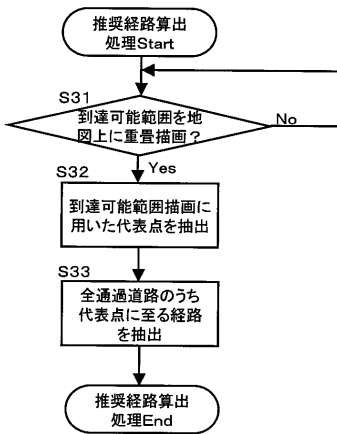 推奨経路算出
処理Start
S31
到達可能範囲を地
図上に重畳描画？
No
Yes
S32
到達可能範囲描画に
用いた代表点を抽出
S33
全通過道路のうち
代表点に至る経路
を抽出
推奨経路算出
処理End